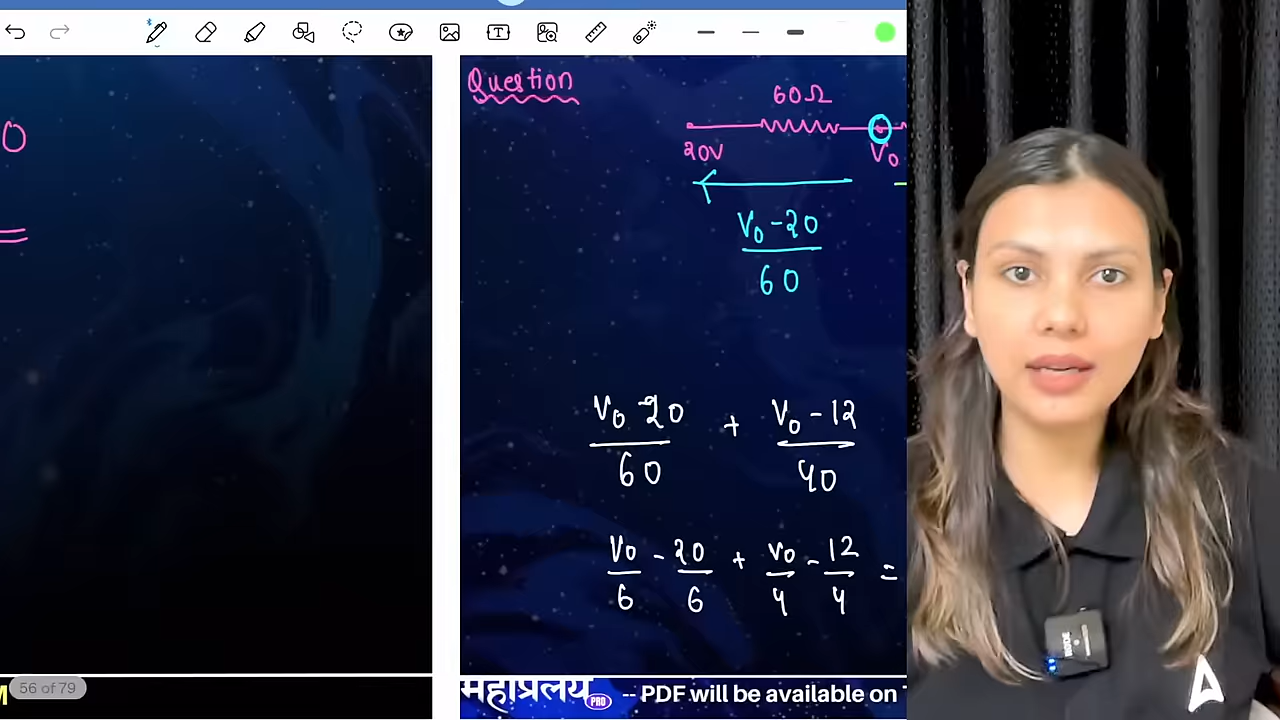 0
=
56 of 79
Question
60Ω
20V
V0
V0 - 20
60
V0 20 + V0 - 12
60 40
V0 - 20 + V0 - 12 =
6 6 4 4
महाप्रलय PRO -- PDF will be available on